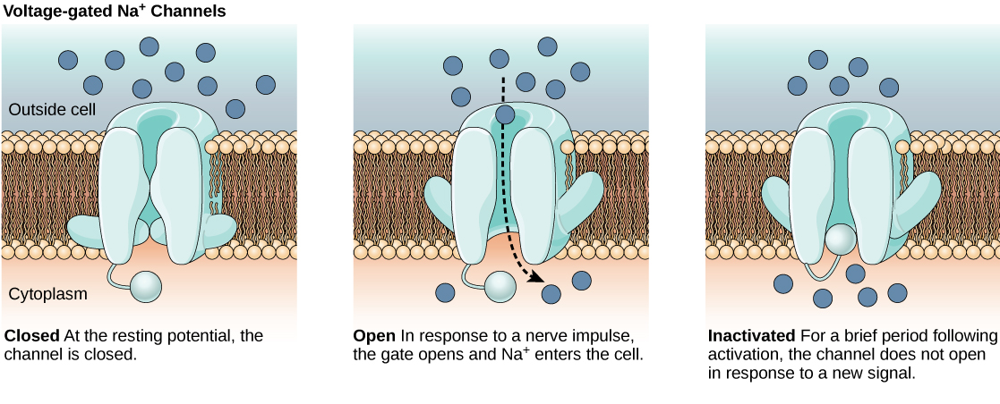 Voltage-gated Na+ Channels
Outside cell
Cytoplasm
Closed At the resting potential, the
channel is closed.
Open In response to a nerve impulse,
the gate opens and Na+ enters the cell.
Inactivated For a brief period following
activation, the channel does not open
in response to a new signal.